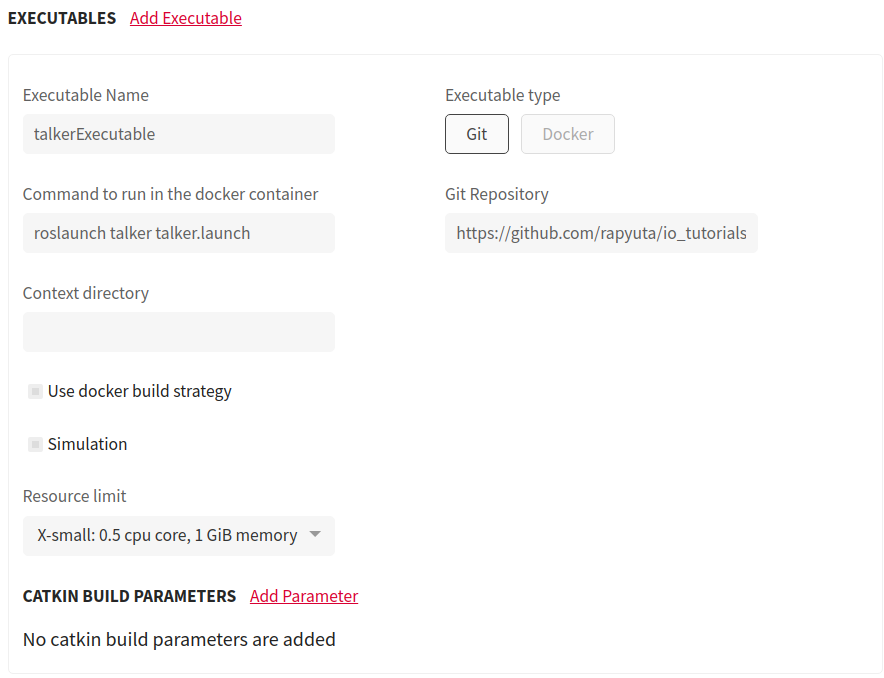 EXECUTABLES Add Executable
Executable Name
Executable type
talkerExecutable
Git
Docker
Command to run in the docker container
Git Repository
roslaunch talker talker.launch
https://github.com/rapyuta/io_tutorials
Context directory
Use docker build strategy
Simulation
Resource limit
X-small: 0.5 cpu core, 1 GiB memory
CATKIN BUILD PARAMETERS Add Parameter
No catkin build parameters are added